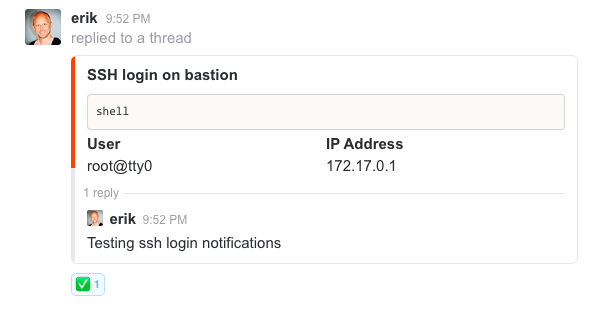 erik 9:52 PM
replied to a thread
SSH login on bastion
shell
User IP Address
root@tty0 172.17.0.1
1 reply
erik 9:52 PM
Testing ssh login notifications
1